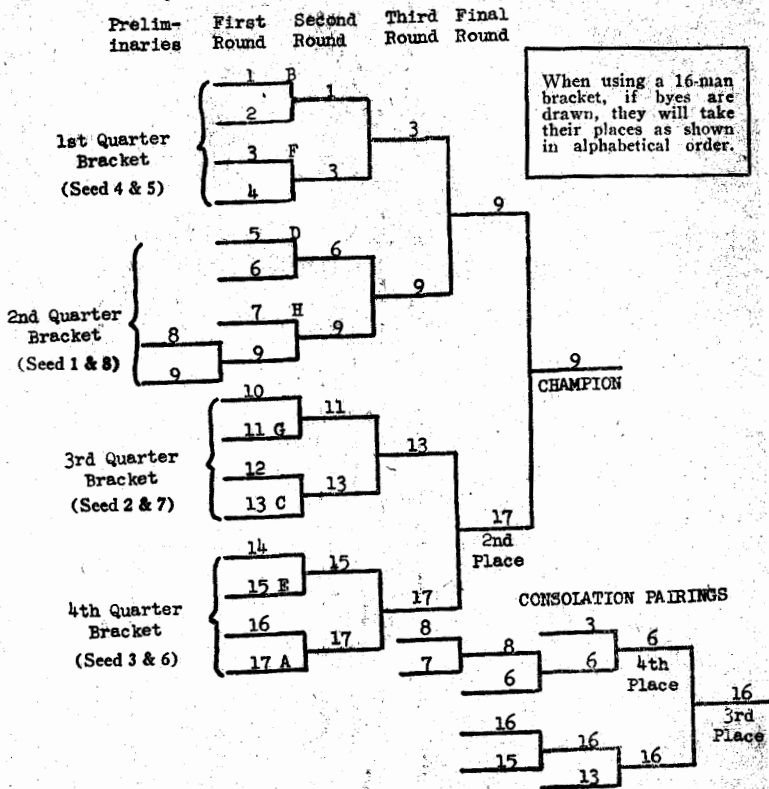 Prelim- First Second Third Final
inaries Round Round Round Round
When using a 16-man
bracket, if byes are
drawn, they will take
their places as shown
in alphabetical order.
1st Quarter
Bracket
(Seed 4 & 5)
1 B
2
3 F
4
1
3
3
2nd Quarter
Bracket
(Seed 1 & 8)
8
9
5 D
6
7 H
9
6
9
9
9
3rd Quarter
Bracket
(Seed 2 & 7)
10
11 G
12
13 C
11
13
13
4th Quarter
Bracket
(Seed 3 & 6)
14
15 E
16
17 A
15
17
17
17
2nd
Place
9
CHAMPION
CONSOLATION PAIRINGS
8
7
8
6
3
6
6
4th
Place
16
15
16
13
16
16
3rd
Place